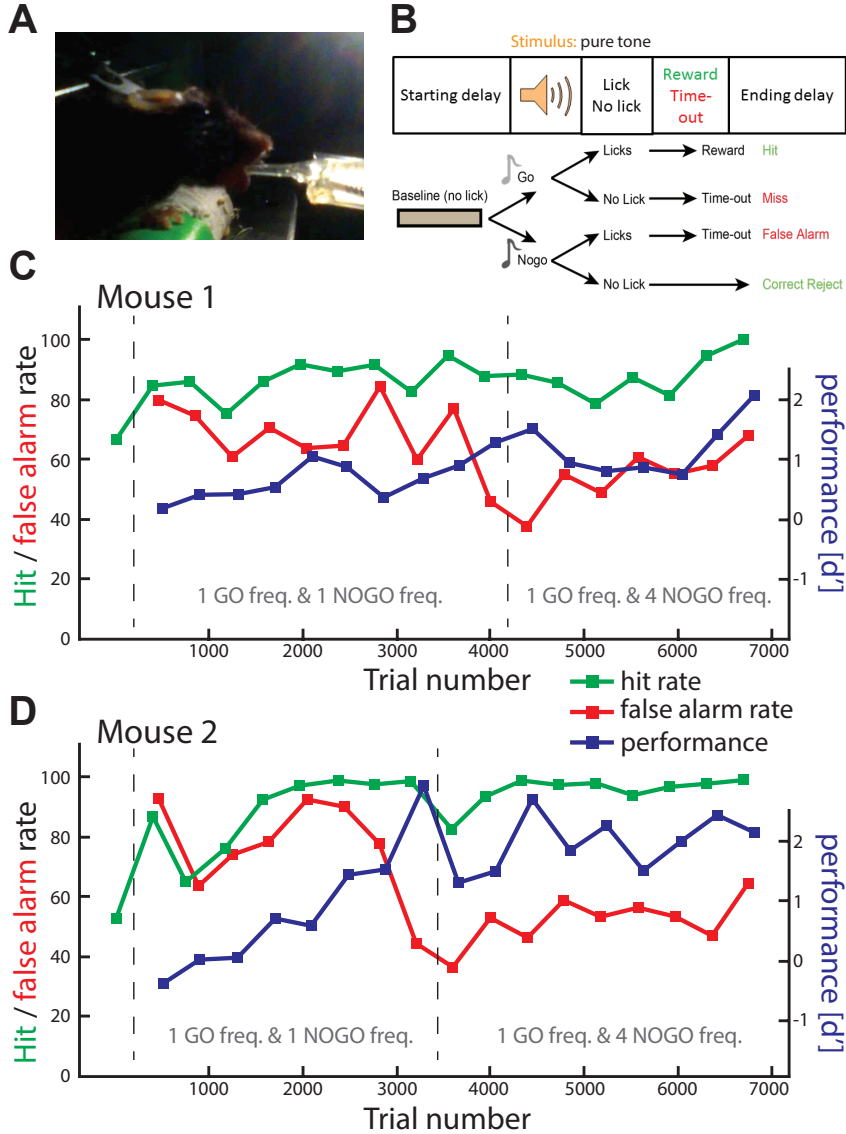 A
B
Stimulus: pure tone
Starting delay
Lick
No lick
Reward
Time-
out
Ending delay
Baseline (no lick)
Go
Licks
Reward
Hit
No Lick
Time-out
Miss
Nogo
Licks
Time-out
False Alarm
No Lick
Correct Reject
C
Mouse 1
Hit / false alarm rate
100
80
60
40
20
0
performance [d']
2
1
0
-1
1 GO freq. & 1 NOGO freq.
1 GO freq. & 4 NOGO freq.
1000
2000
3000
4000
5000
6000
7000
Trial number
hit rate
false alarm rate
performance
D
Mouse 2
Hit / false alarm rate
100
80
60
40
20
0
performance [d']
2
1
0
-1
1 GO freq. & 1 NOGO freq.
1 GO freq. & 4 NOGO freq.
1000
2000
3000
4000
5000
6000
7000
Trial number